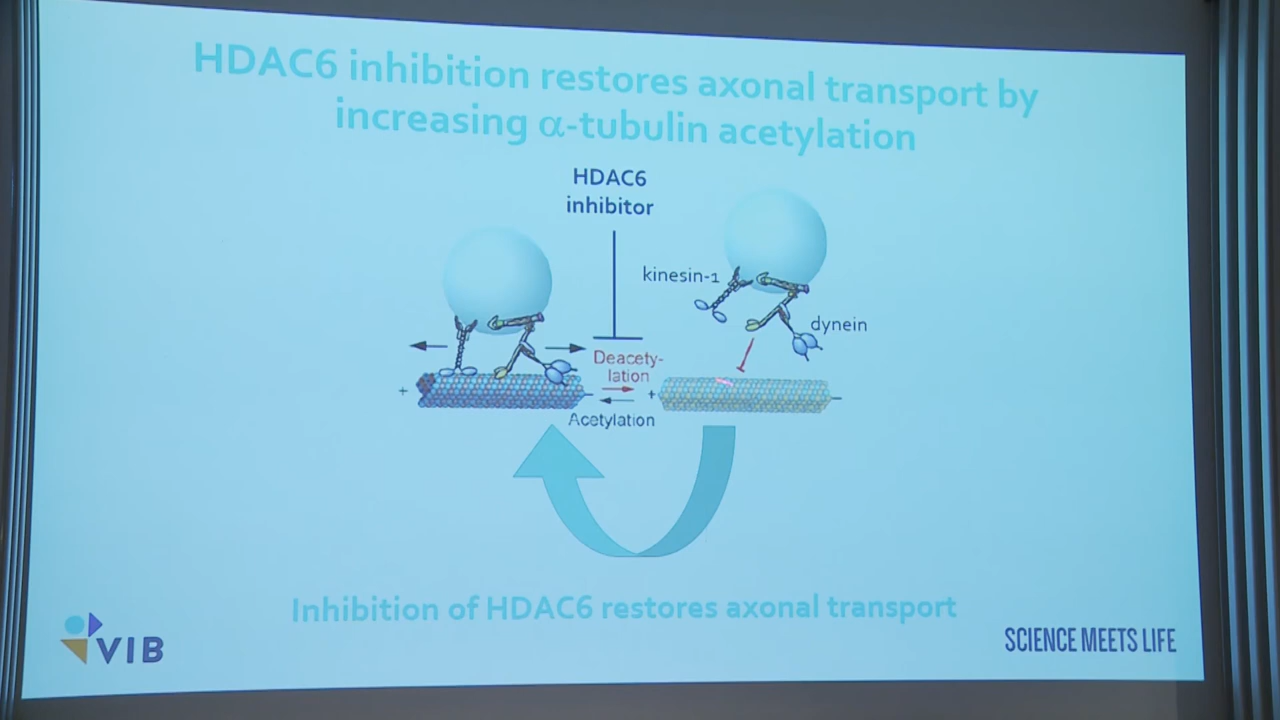 HDAC6 inhibition restores axonal transport by
increasing α-tubulin acetylation
HDAC6
inhibitor
kinesin-1
dynein
Deacety-
lation
+
-
+
-
Acetylation
Inhibition of HDAC6 restores axonal transport
VIB
SCIENCE MEETS LIFE